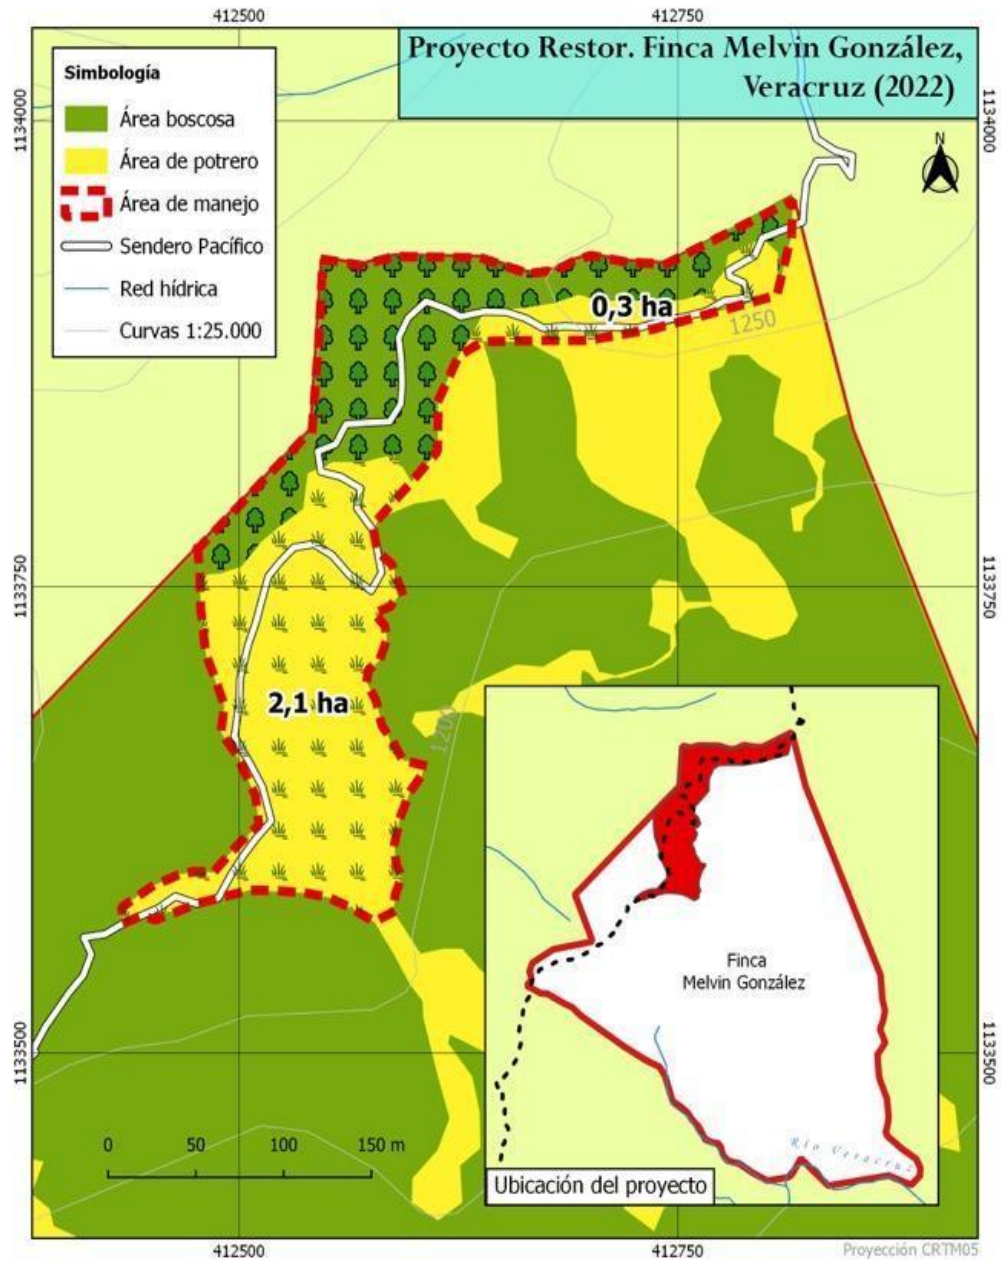 412500
412750
Proyecto Restor. Finca Melvin González,
Veracruz (2022)
Simbología
Área boscosa
Área de potrero
Área de manejo
Sendero Pacífico
Red hídrica
Curvas 1:25.000
1134000
1134000
N
0,3 ha
1250
1133750
1133750
2,1 ha
1200
Finca
Melvin González
1133500
1133500
0 50 100 150 m
Río Veracruz
Ubicación del proyecto
412500
412750
Proyección CRTM05